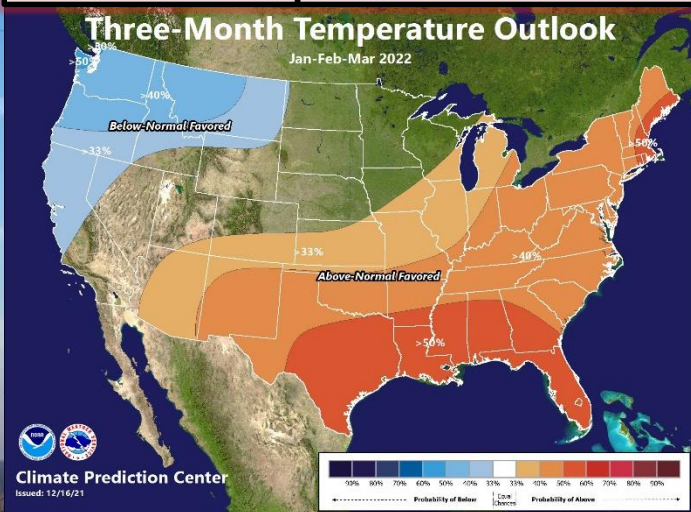 Three-Month Temperature Outlook
Jan-Feb-Mar 2022
>50%
>50%
>40%
Below-Normal Favored
>33%
>50%
>33%
>40%
Above-Normal Favored
>50%
NOAA
Climate Prediction Center
Issued: 12/16/21
90% 80% 70% 60% 50% 40% 33% 33% 40% 50% 60% 70% 80% 90%
Probability of Below Equal Chances Probability of Above